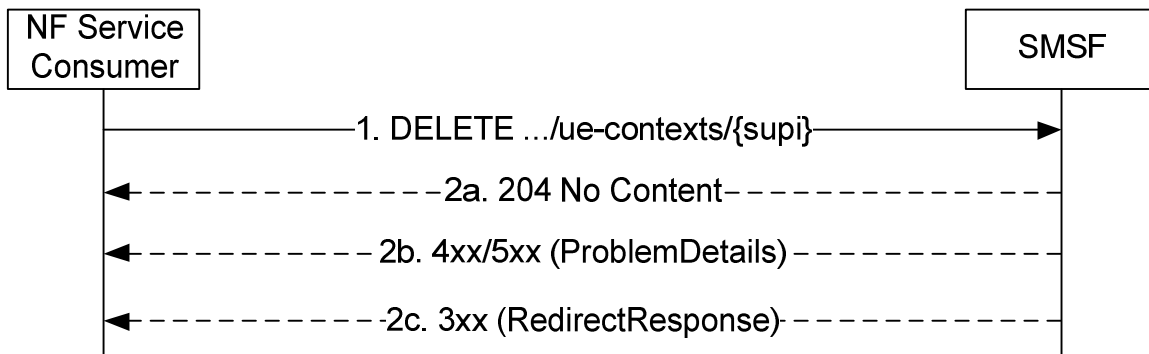 NF Service
Consumer
SMSF
1. DELETE .../ue-contexts/{supi}
2a. 204 No Content
2b. 4xx/5xx (ProblemDetails)
2c. 3xx (RedirectResponse)